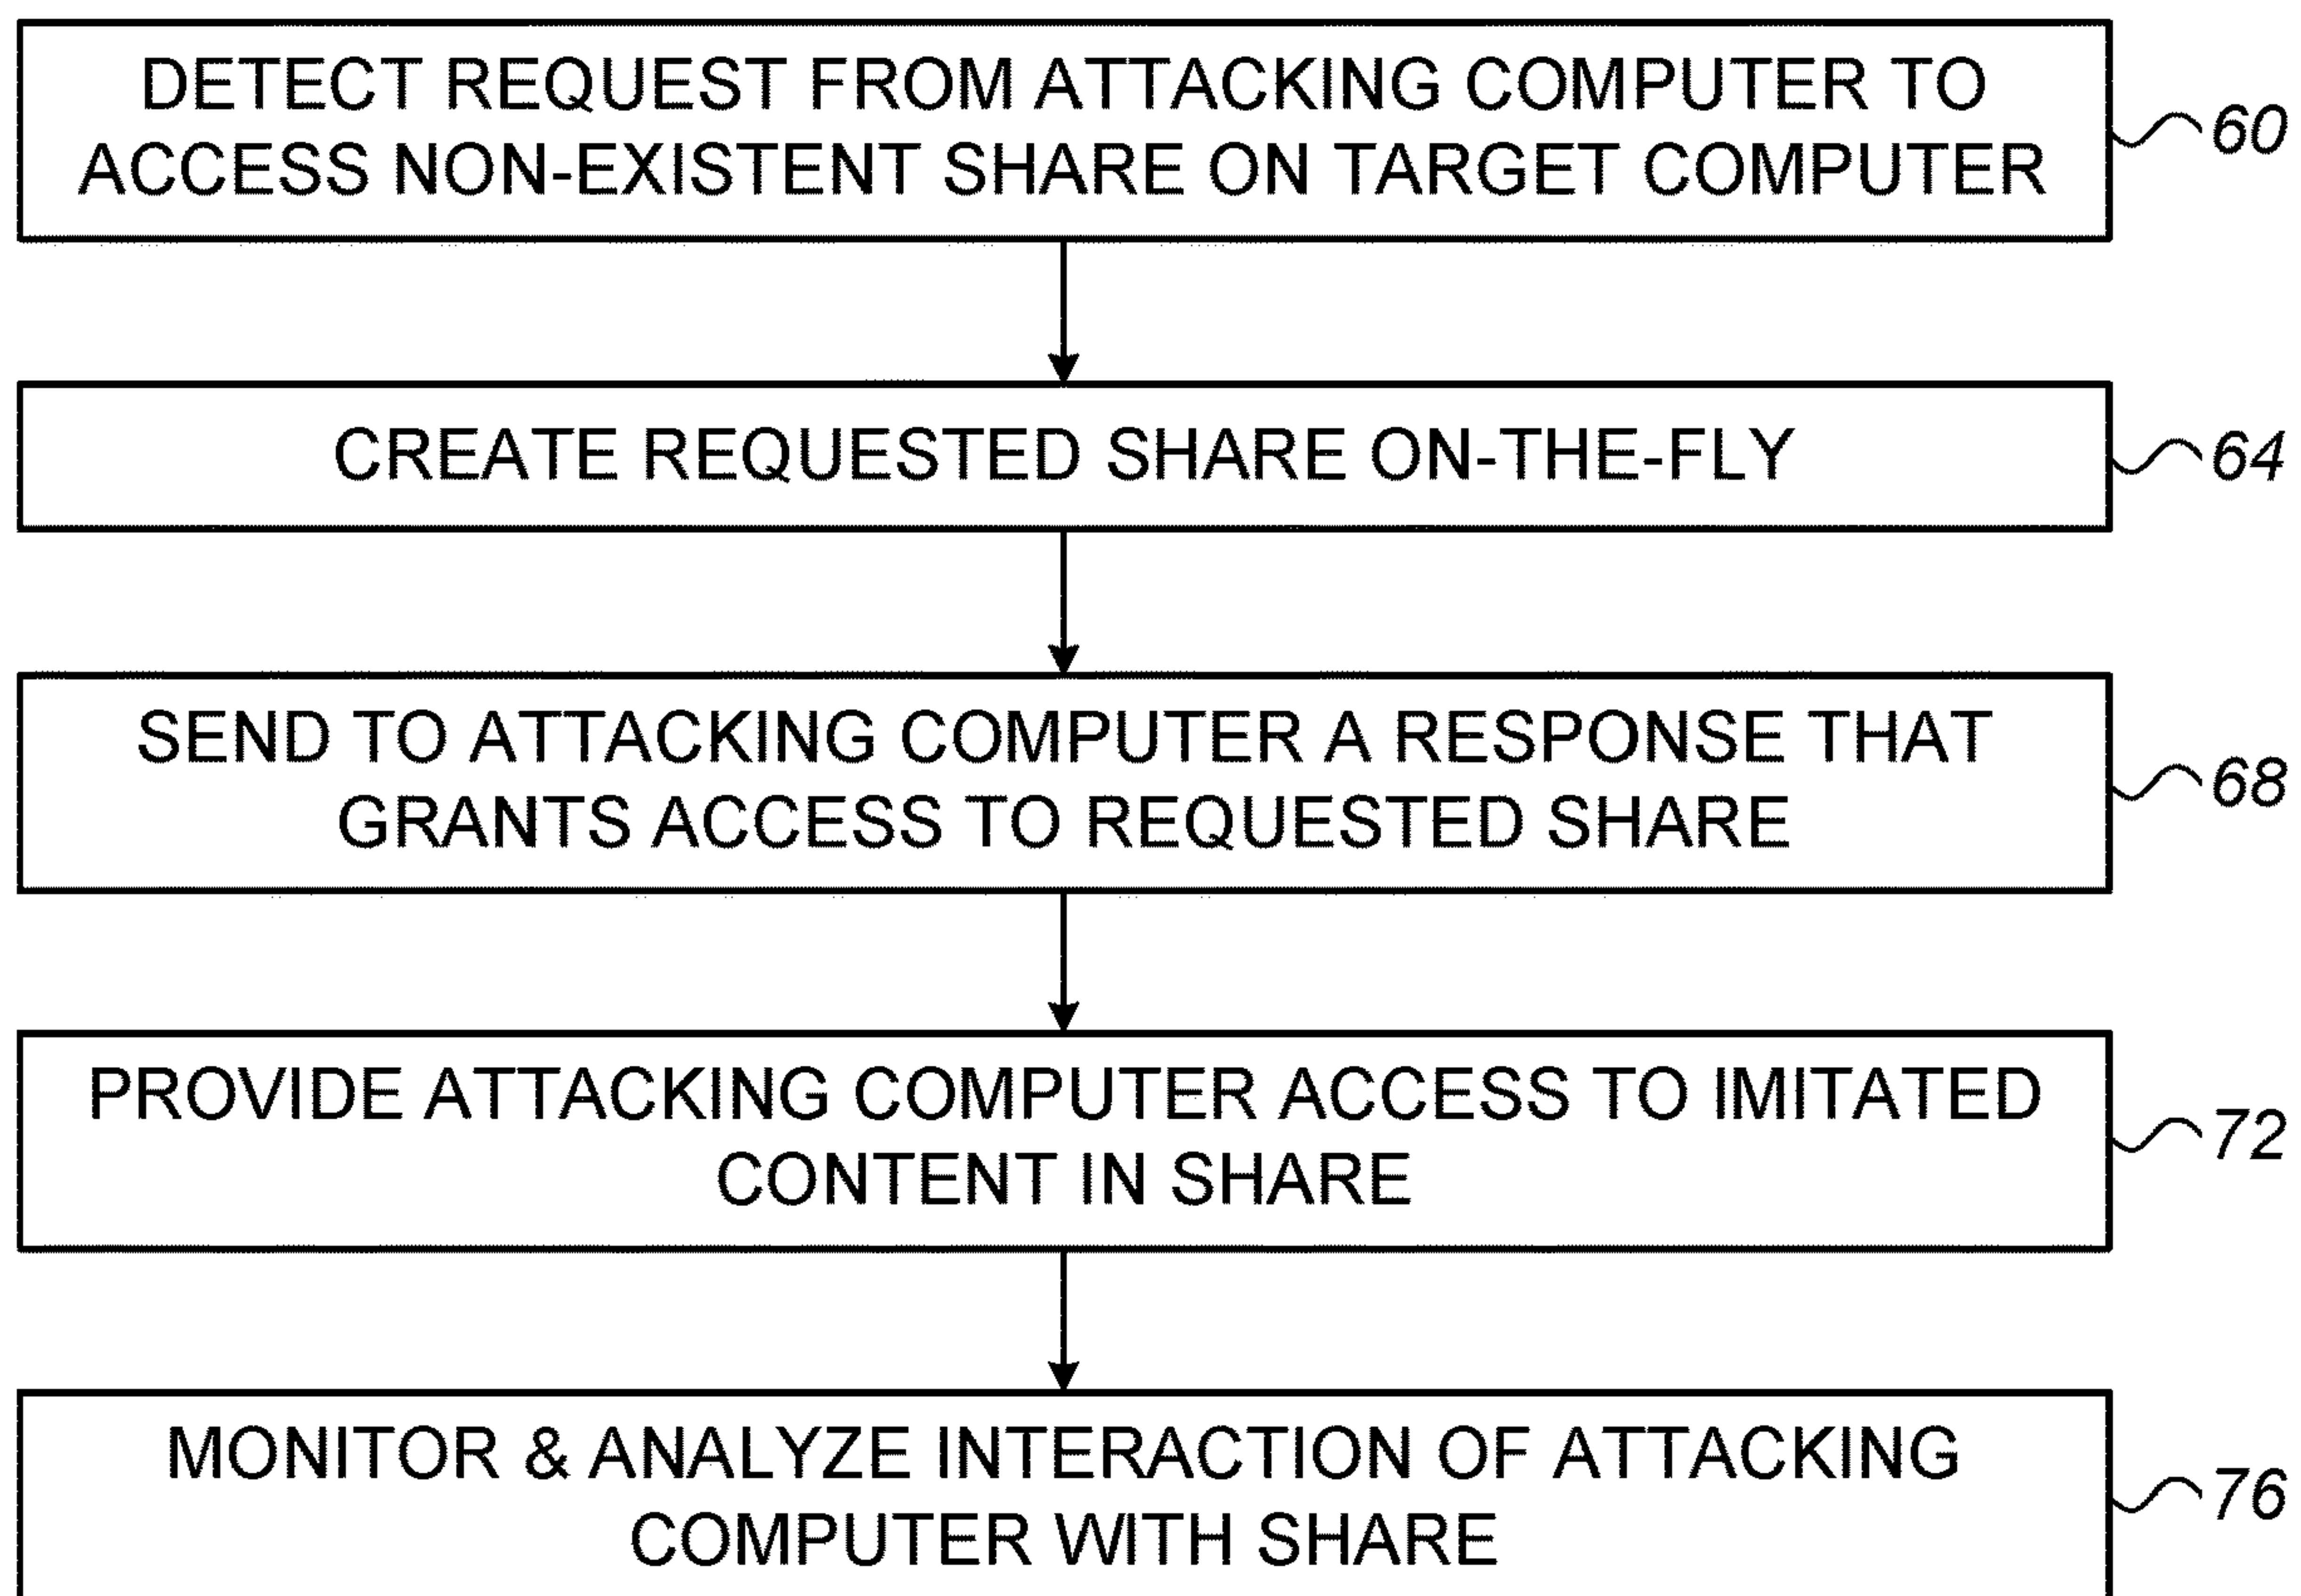 DETECT REQUEST FROM ATTACKING COMPUTER TO
ACCESS NON-EXISTENT SHARE ON TARGET COMPUTER
60
CREATE REQUESTED SHARE ON-THE-FLY
64
SEND TO ATTACKING COMPUTER A RESPONSE THAT
GRANTS ACCESS TO REQUESTED SHARE
68
PROVIDE ATTACKING COMPUTER ACCESS TO IMITATED
CONTENT IN SHARE
72
MONITOR & ANALYZE INTERACTION OF ATTACKING
COMPUTER WITH SHARE
76